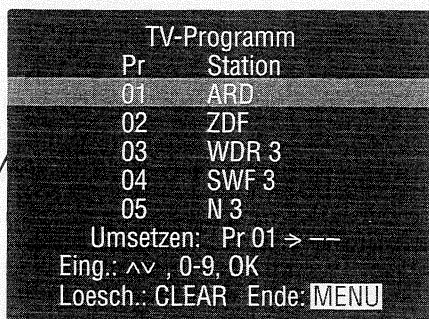 TV-Programm
Pr Station
01 ARD
02 ZDF
03 WDR 3
04 SWF 3
05 N 3
Umsetzen: Pr 01 → --
Eing.: ∧∨ , 0-9, OK
Loesch.: CLEAR Ende: MENU